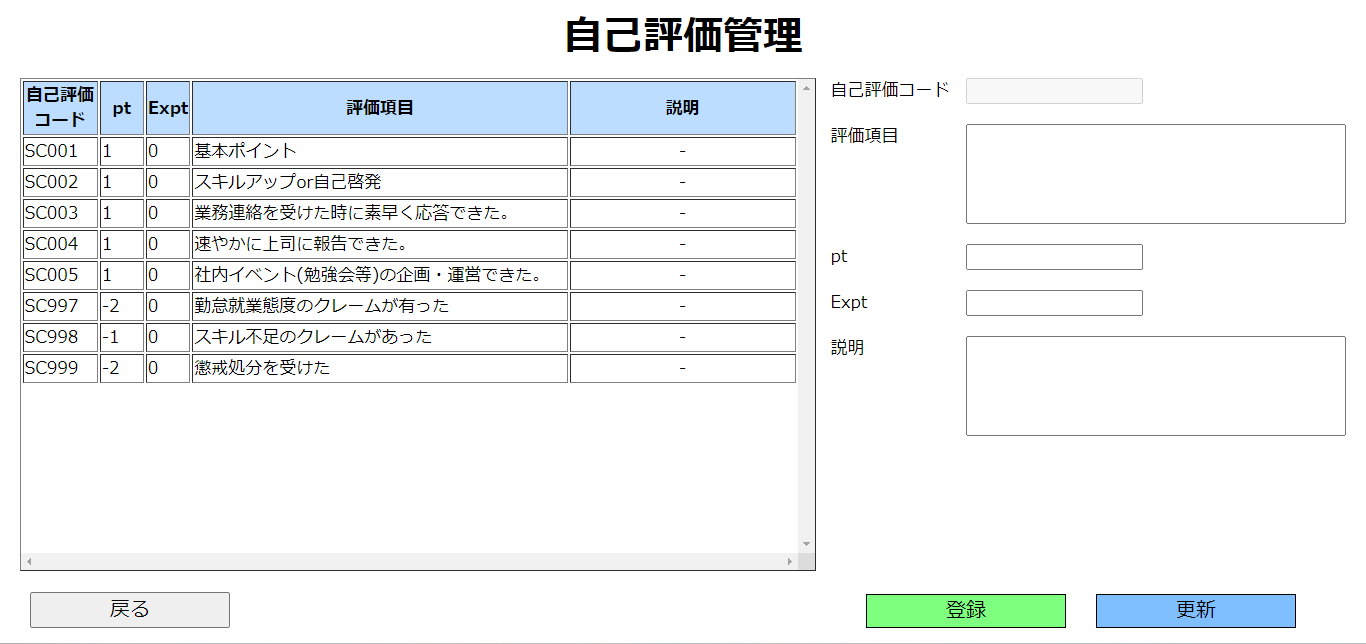 自己評価管理
自己評価
コード pt Expt 評価項目 説明
SC001 1 0 基本ポイント -
SC002 1 0 スキルアップor自己啓発 -
SC003 1 0 業務連絡を受けた時に素早く応答できた。 -
SC004 1 0 速やかに上司に報告できた。 -
SC005 1 0 社内イベント(勉強会等)の企画・運営できた。 -
SC997 -2 0 勤怠就業態度のクレームが有った -
SC998 -1 0 スキル不足のクレームがあった -
SC999 -2 0 懲戒処分を受けた -
自己評価コード
評価項目
pt
Expt
説明
戻る 登録 更新